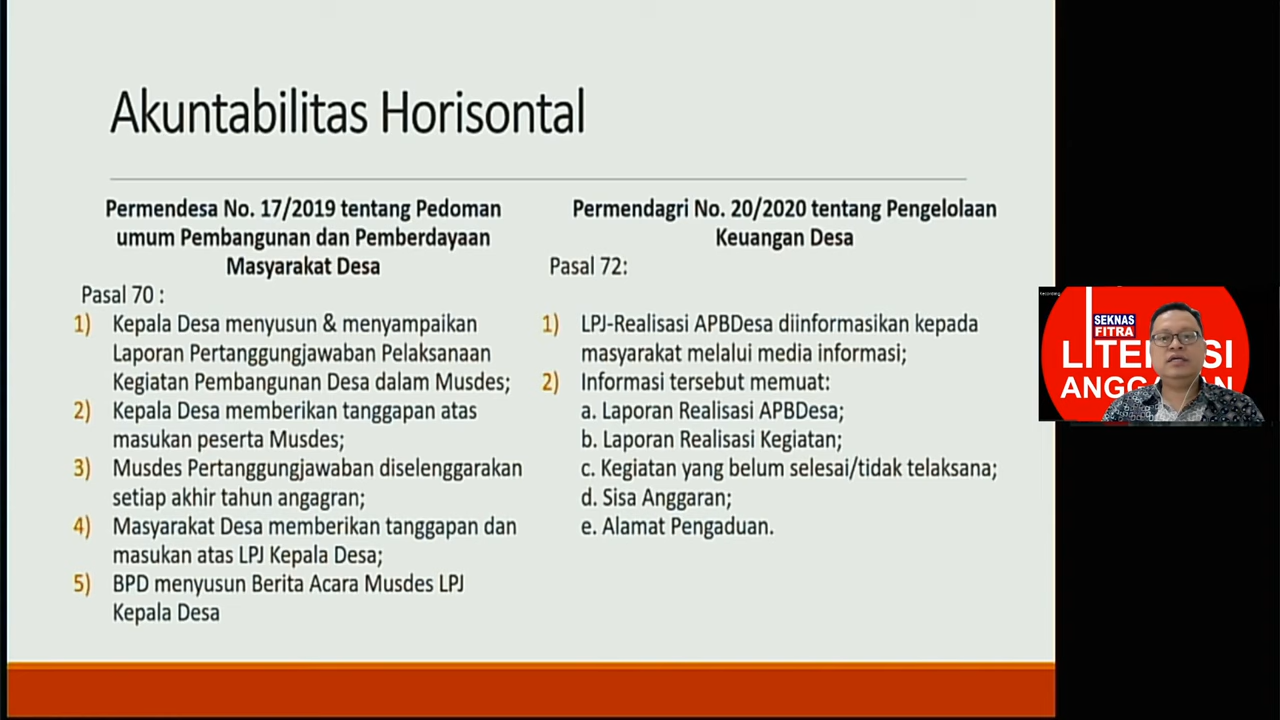 Akuntabilitas Horisontal
Permendesa No. 17/2019 tentang Pedoman
umum Pembangunan dan Pemberdayaan
Masyarakat Desa
Pasal 70 :
1) Kepala Desa menyusun & menyampaikan
Laporan Pertanggungjawaban Pelaksanaan
Kegiatan Pembangunan Desa dalam Musdes;
2) Kepala Desa memberikan tanggapan atas
masukan peserta Musdes;
3) Musdes Pertanggungjawaban diselenggarakan
setiap akhir tahun angagran;
4) Masyarakat Desa memberikan tanggapan dan
masukan atas LPJ Kepala Desa;
5) BPD menyusun Berita Acara Musdes LPJ
Kepala Desa
Permendagri No. 20/2020 tentang Pengelolaan
Keuangan Desa
Pasal 72:
1) LPJ-Realisasi APBDesa diinformasikan kepada
masyarakat melalui media informasi;
2) Informasi tersebut memuat:
a. Laporan Realisasi APBDesa;
b. Laporan Realisasi Kegiatan;
c. Kegiatan yang belum selesai/tidak telaksana;
d. Sisa Anggaran;
e. Alamat Pengaduan.
SEKNAS
FITRA